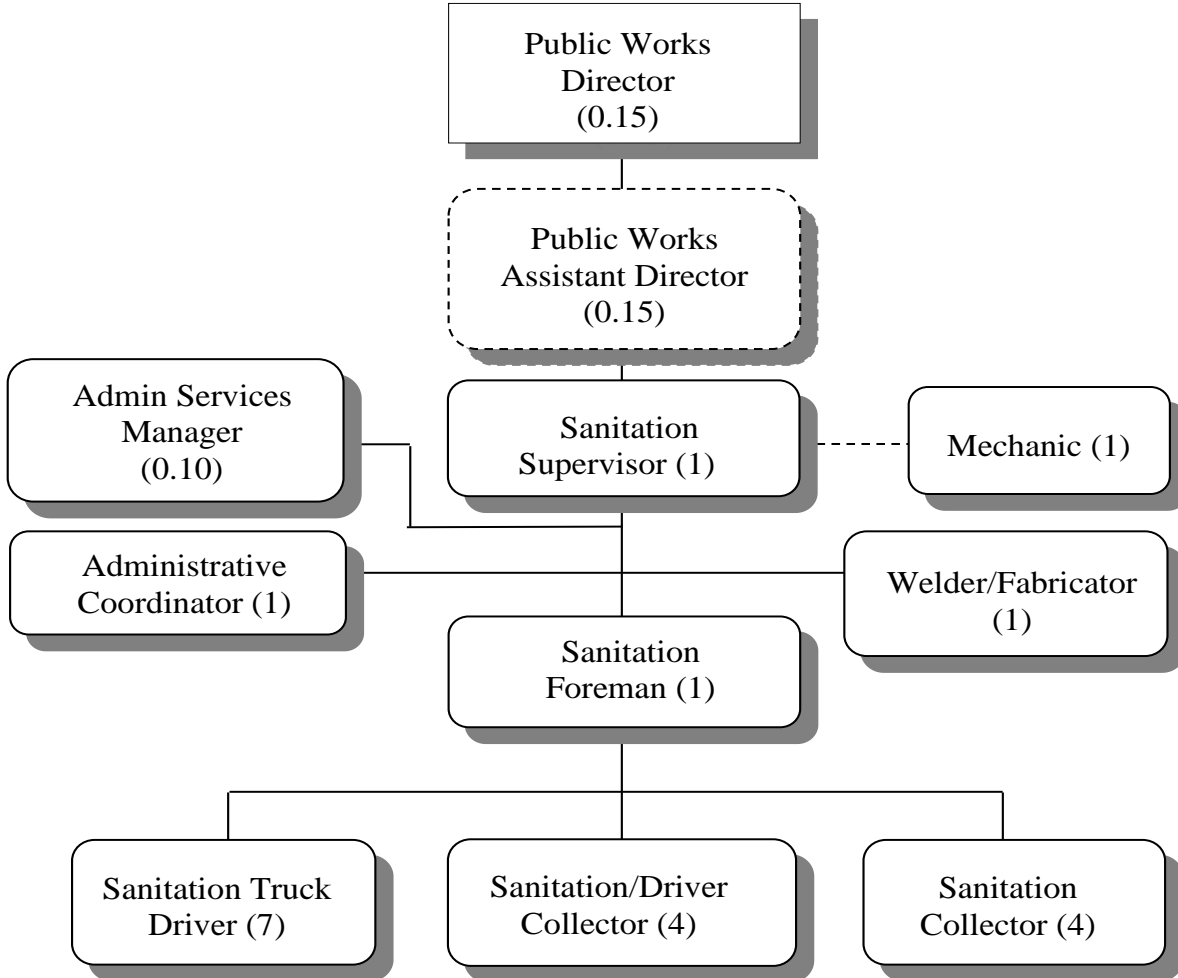 Public Works
Director
(0.15)
Public Works
Assistant Director
(0.15)
Admin Services
Manager
(0.10)
Sanitation
Supervisor (1)
Mechanic (1)
Administrative
Coordinator (1)
Welder/Fabricator
(1)
Sanitation
Foreman (1)
Sanitation Truck
Driver (7)
Sanitation/Driver
Collector (4)
Sanitation
Collector (4)